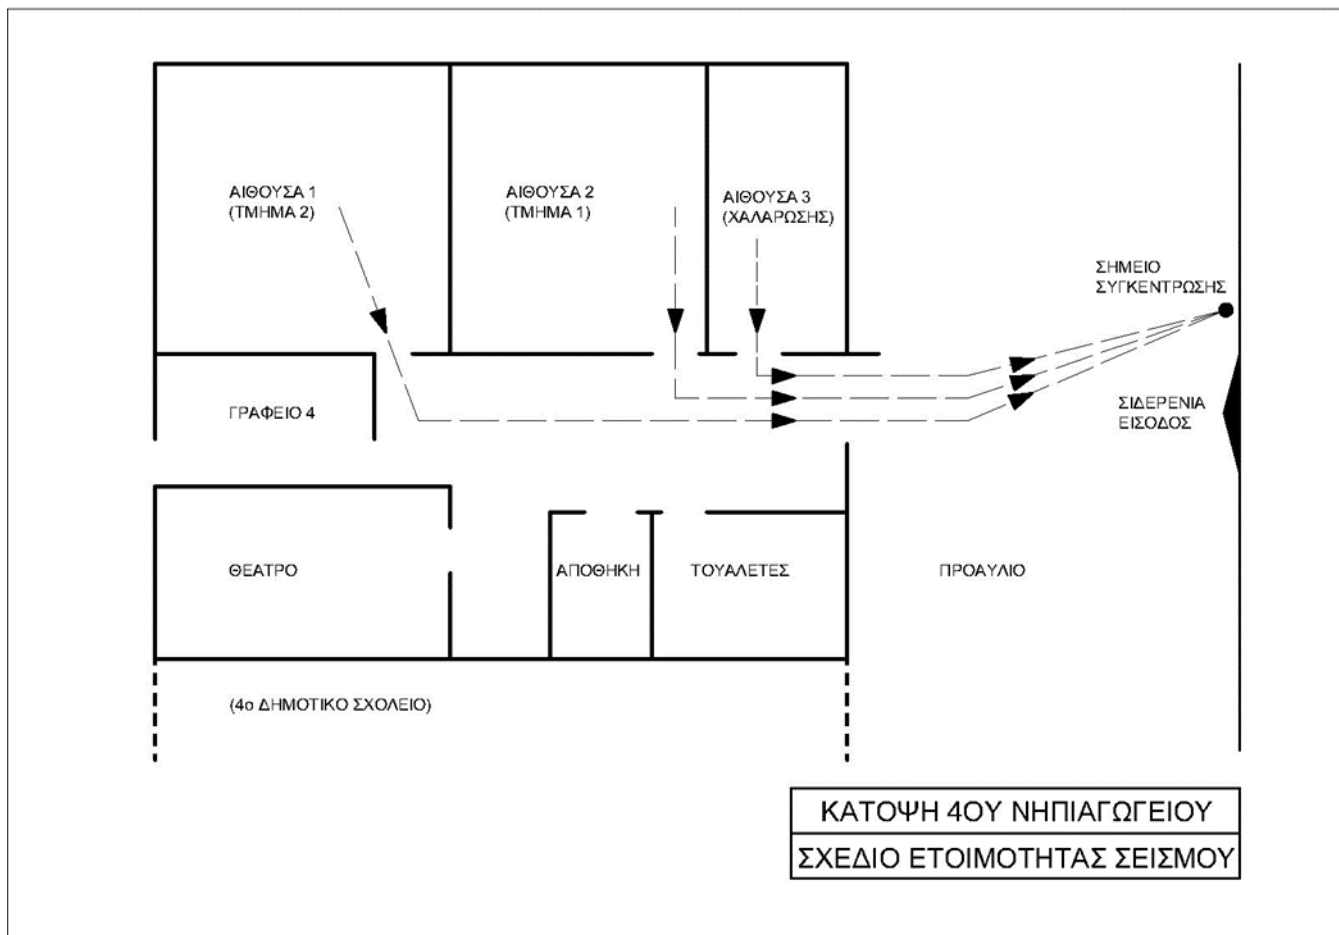 ΑΙΘΟΥΣΑ 1
(ΤΜΗΜΑ 2)
ΑΙΘΟΥΣΑ 2
(ΤΜΗΜΑ 1)
ΑΙΘΟΥΣΑ 3
(ΧΑΛΑΡΩΣΗΣ)
ΣΗΜΕΙΟ
ΣΥΓΚΕΝΤΡΩΣΗΣ
ΓΡΑΦΕΙΟ 4
ΣΙΔΕΡΕΝΙΑ
ΕΙΣΟΔΟΣ
ΘΕΑΤΡΟ
ΑΠΟΘΗΚΗ
ΤΟΥΑΛΕΤΕΣ
ΠΡΟΑΥΛΙΟ
(4ο ΔΗΜΟΤΙΚΟ ΣΧΟΛΕΙΟ)
ΚΑΤΟΨΗ 4ΟΥ ΝΗΠΙΑΓΩΓΕΙΟΥ
ΣΧΕΔΙΟ ΕΤΟΙΜΟΤΗΤΑΣ ΣΕΙΣΜΟΥ